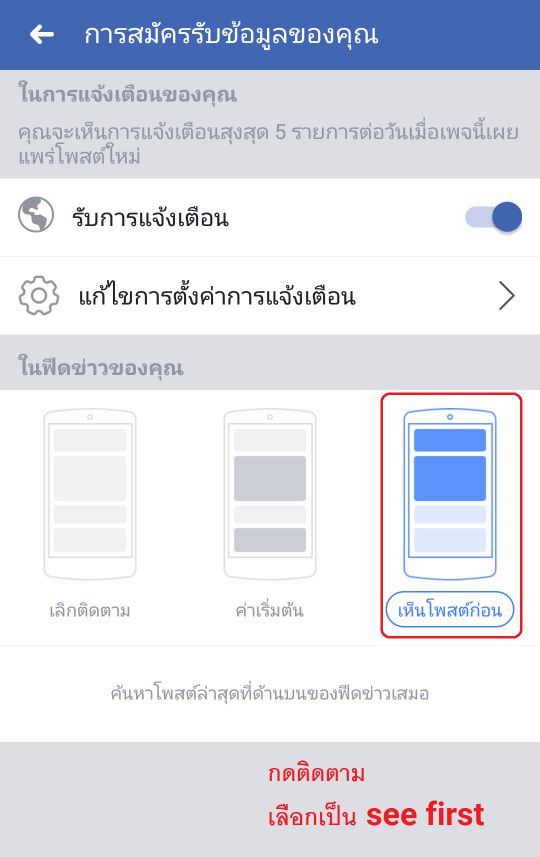 การสมัครรับข้อมูลของคุณ
ในการแจ้งเตือนของคุณ
คุณจะเห็นการแจ้งเตือนสูงสุด 5 รายการต่อวันเมื่อเพจนี้เผย
แพร่โพสต์ใหม่
รับการแจ้งเตือน
แก้ไขการตั้งค่าการแจ้งเตือน
ในฟีดข่าวของคุณ
เลิกติดตาม
ค่าเริ่มต้น
เห็นโพสต์ก่อน
ค้นหาโพสต์ล่าสุดที่ด้านบนของฟีดข่าวเสมอ
กดติดตาม
เลือกเป็น see first